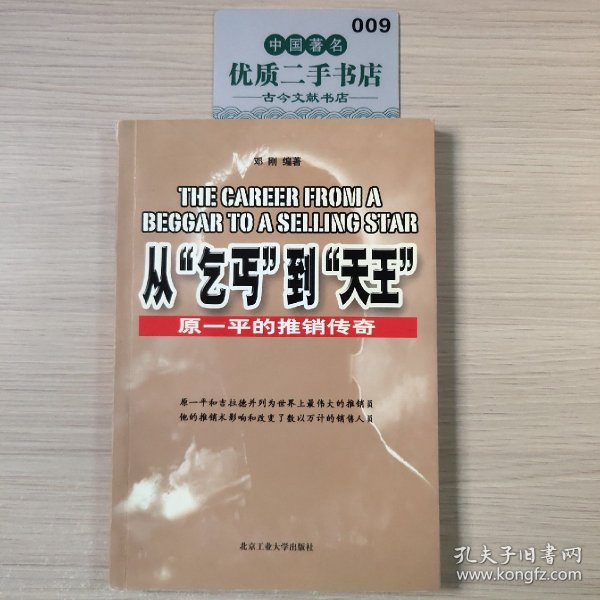 009
中国著名
优质二手书店
古今文献书店
邓 刚 编著
THE CAREER FROM A
BEGGAR TO A SELLING STAR
从“乞丐”到“天王”
原一平的推销传奇
原一平和吉拉德并列为世界上最伟大的推销员
他的推销术影响和改变了数以万计的销售人员
北京工业大学出版社
孔夫子旧书网
www.kongfz.com